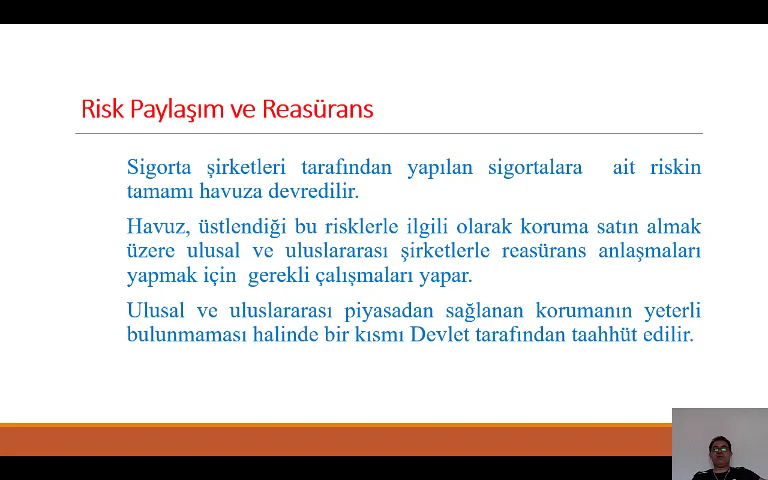 Risk Paylaşım ve Reasürans
Sigorta şirketleri tarafından yapılan sigortalara ait riskin
tamamı havuza devredilir.
Havuz, üstlendiği bu risklerle ilgili olarak koruma satın almak
üzere ulusal ve uluslararası şirketlerle reasürans anlaşmaları
yapmak için gerekli çalışmaları yapar.
Ulusal ve uluslararası piyasadan sağlanan korumanın yeterli
bulunmaması halinde bir kısmı Devlet tarafından taahhüt edilir.